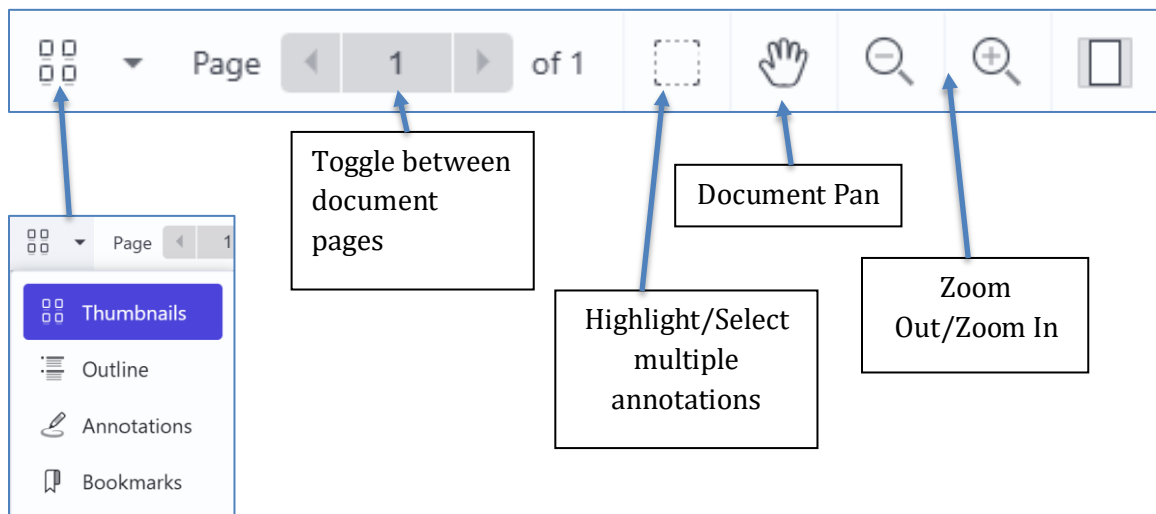 Page 1 of 1
Toggle between
document
pages
Document Pan
Page 1
Thumbnails
Outline
Annotations
Bookmarks
Highlight/Select
multiple
annotations
Zoom
Out/Zoom In